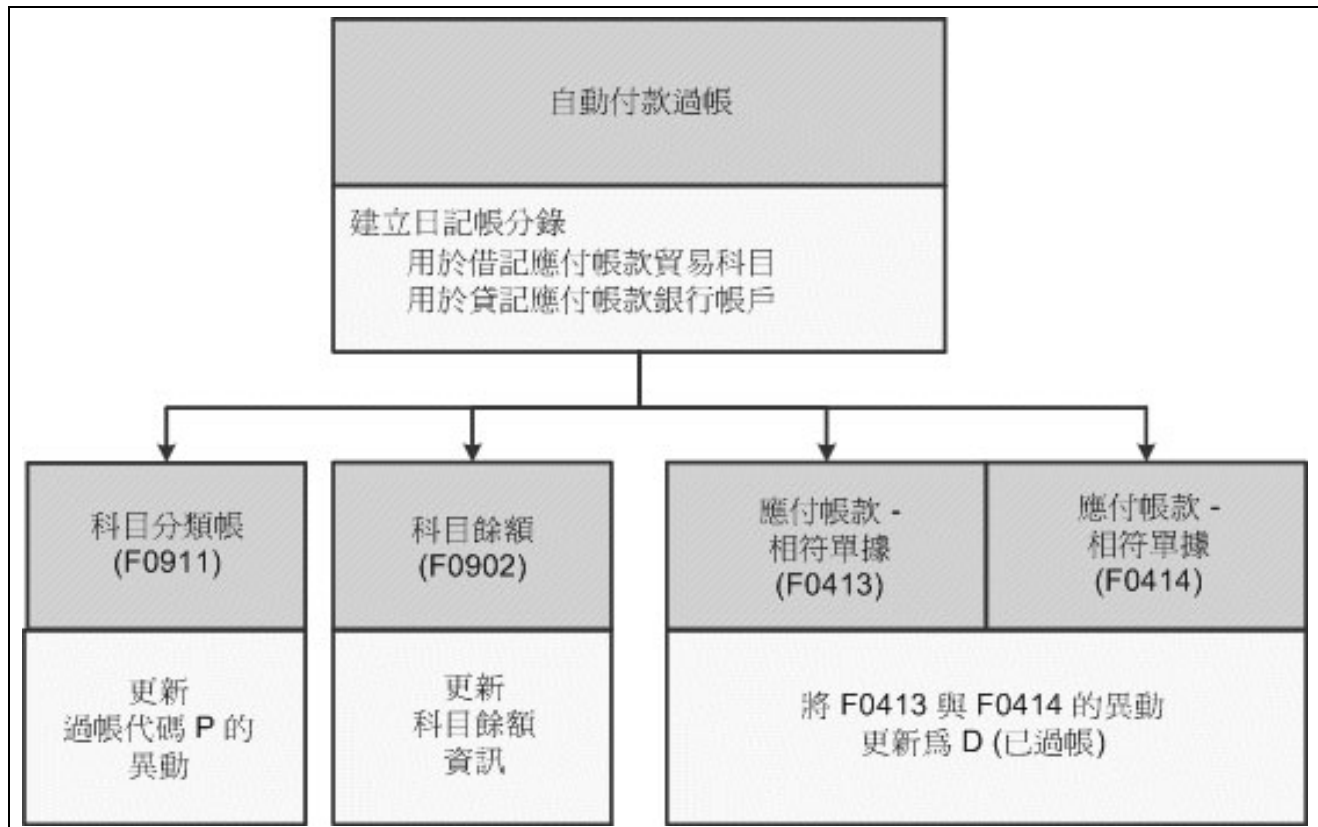 自動付款過帳
建立日記帳分錄
用於借記應付帳款貿易科目
用於貸記應付帳款銀行帳戶
科目分類帳
(F0911)
科目餘額
(F0902)
應付帳款 -
相符單據
(F0413)
應付帳款 -
相符單據
(F0414)
更新
過帳代碼 P 的
異動
更新
科目餘額
資訊
將 F0413 與 F0414 的異動
更新爲 D (已過帳)